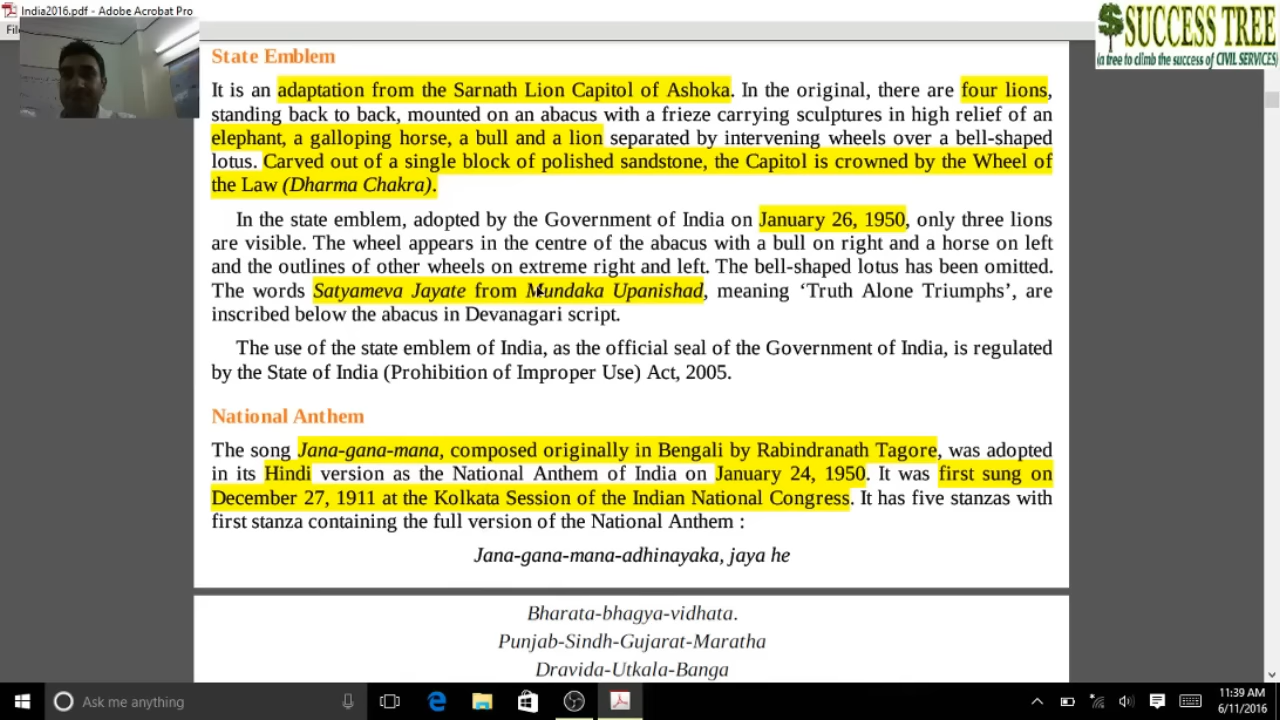 India2016.pdf - Adobe Acrobat Pro
SUCCESS TREE
(a tree to climb the success of CIVIL SERVICES)
State Emblem
It is an adaptation from the Sarnath Lion Capitol of Ashoka. In the original, there are four lions,
standing back to back, mounted on an abacus with a frieze carrying sculptures in high relief of an
elephant, a galloping horse, a bull and a lion separated by intervening wheels over a bell-shaped
lotus. Carved out of a single block of polished sandstone, the Capitol is crowned by the Wheel of
the Law (Dharma Chakra).
In the state emblem, adopted by the Government of India on January 26, 1950, only three lions
are visible. The wheel appears in the centre of the abacus with a bull on right and a horse on left
and the outlines of other wheels on extreme right and left. The bell-shaped lotus has been omitted.
The words Satyameva Jayate from Mundaka Upanishad, meaning ‘Truth Alone Triumphs’, are
inscribed below the abacus in Devanagari script.
The use of the state emblem of India, as the official seal of the Government of India, is regulated
by the State of India (Prohibition of Improper Use) Act, 2005.
National Anthem
The song Jana-gana-mana, composed originally in Bengali by Rabindranath Tagore, was adopted
in its Hindi version as the National Anthem of India on January 24, 1950. It was first sung on
December 27, 1911 at the Kolkata Session of the Indian National Congress. It has five stanzas with
first stanza containing the full version of the National Anthem :
Jana-gana-mana-adhinayaka, jaya he
Bharata-bhagya-vidhata.
Punjab-Sindh-Gujarat-Maratha
Dravida-Utkala-Banga
Ask me anything
11:39 AM
6/11/2016